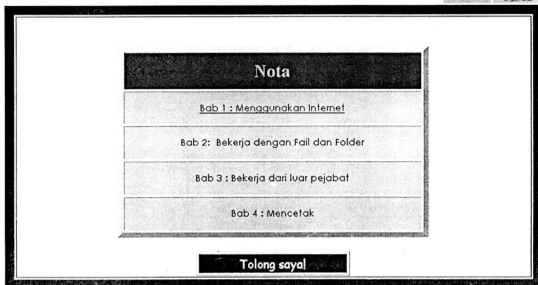 Nota
Bab 1 : Menggunakan Internet
Bab 2: Bekerja dengan Fail dan Folder
Bab 3 : Bekerja dari luar pejabat
Bab 4 : Mencetak
Tolong saya!